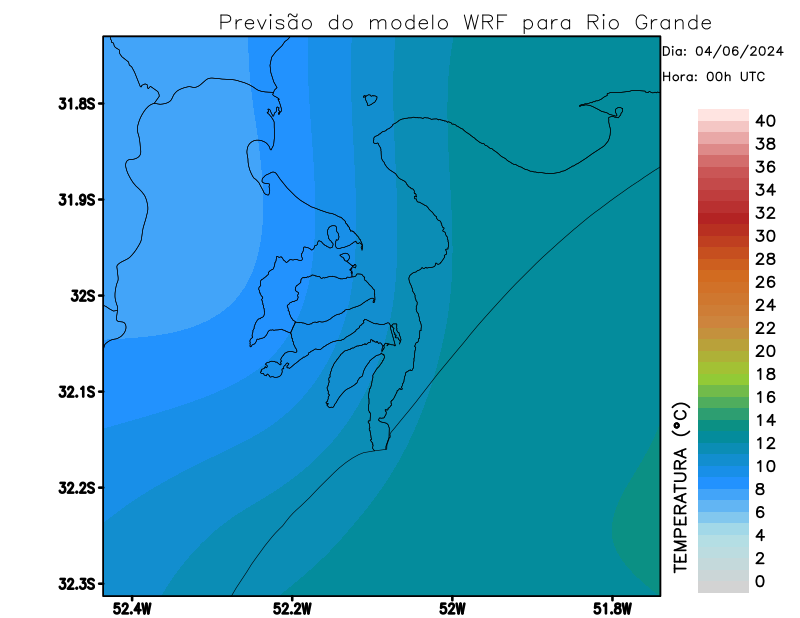 Previsão do modelo WRF para Rio Grande
Dia: 04/06/2024
Hora: 00h UTC
31.8S
31.9S
32S
32.1S
32.2S
32.3S
52.4W
52.2W
52W
51.8W
TEMPERATURA (°C)
40
38
36
34
32
30
28
26
24
22
20
18
16
14
12
10
8
6
4
2
0